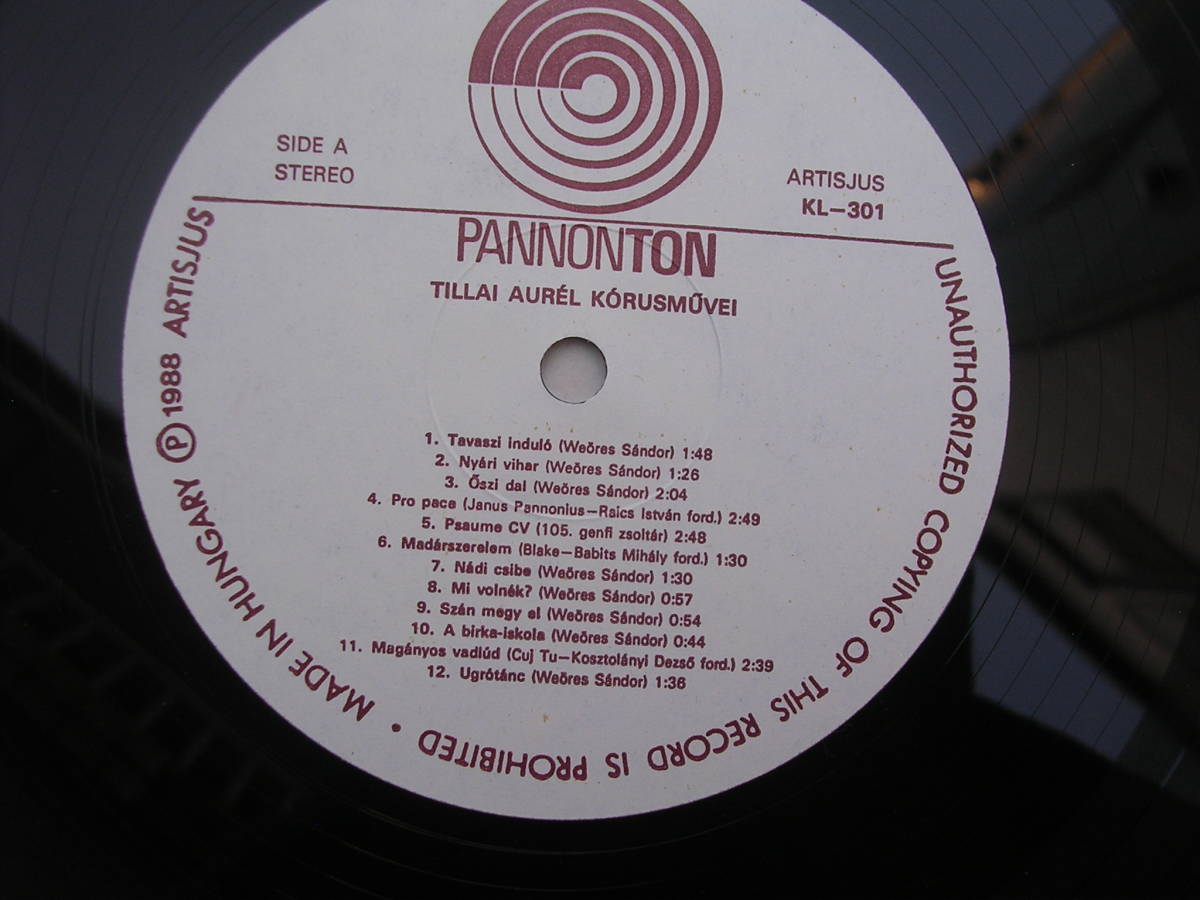 SIDE A
STEREO
ARTISJUS
KL–301
PANNONTON
TILLAI AURÉL KÓRUSMŰVEI
1. Tavaszi induló (Weöres Sándor) 1:48
2. Nyári vihar (Weöres Sándor) 1:26
3. Őszi dal (Weöres Sándor) 2:04
4. Pro pace (Janus Pannonius–Raics István ford.) 2:49
5. Psaume CV (105. genfi zsoltár) 2:48
6. Madárszerelem (Blake–Babits Mihály ford.) 1:30
7. Nádi csibe (Weöres Sándor) 1:30
8. Mi volnék? (Weöres Sándor) 0:57
9. Szán megy el (Weöres Sándor) 0:54
10. A birka-iskola (Weöres Sándor) 0:44
11. Magányos vadlúd (Cuj Tu–Kosztolányi Dezső ford.) 2:39
12. Ugrótánc (Weöres Sándor) 1:36
UNAUTHORIZED COPYING OF THIS RECORD IS PROHIBITED • MADE IN HUNGARY Ⓟ 1988 ARTISJUS